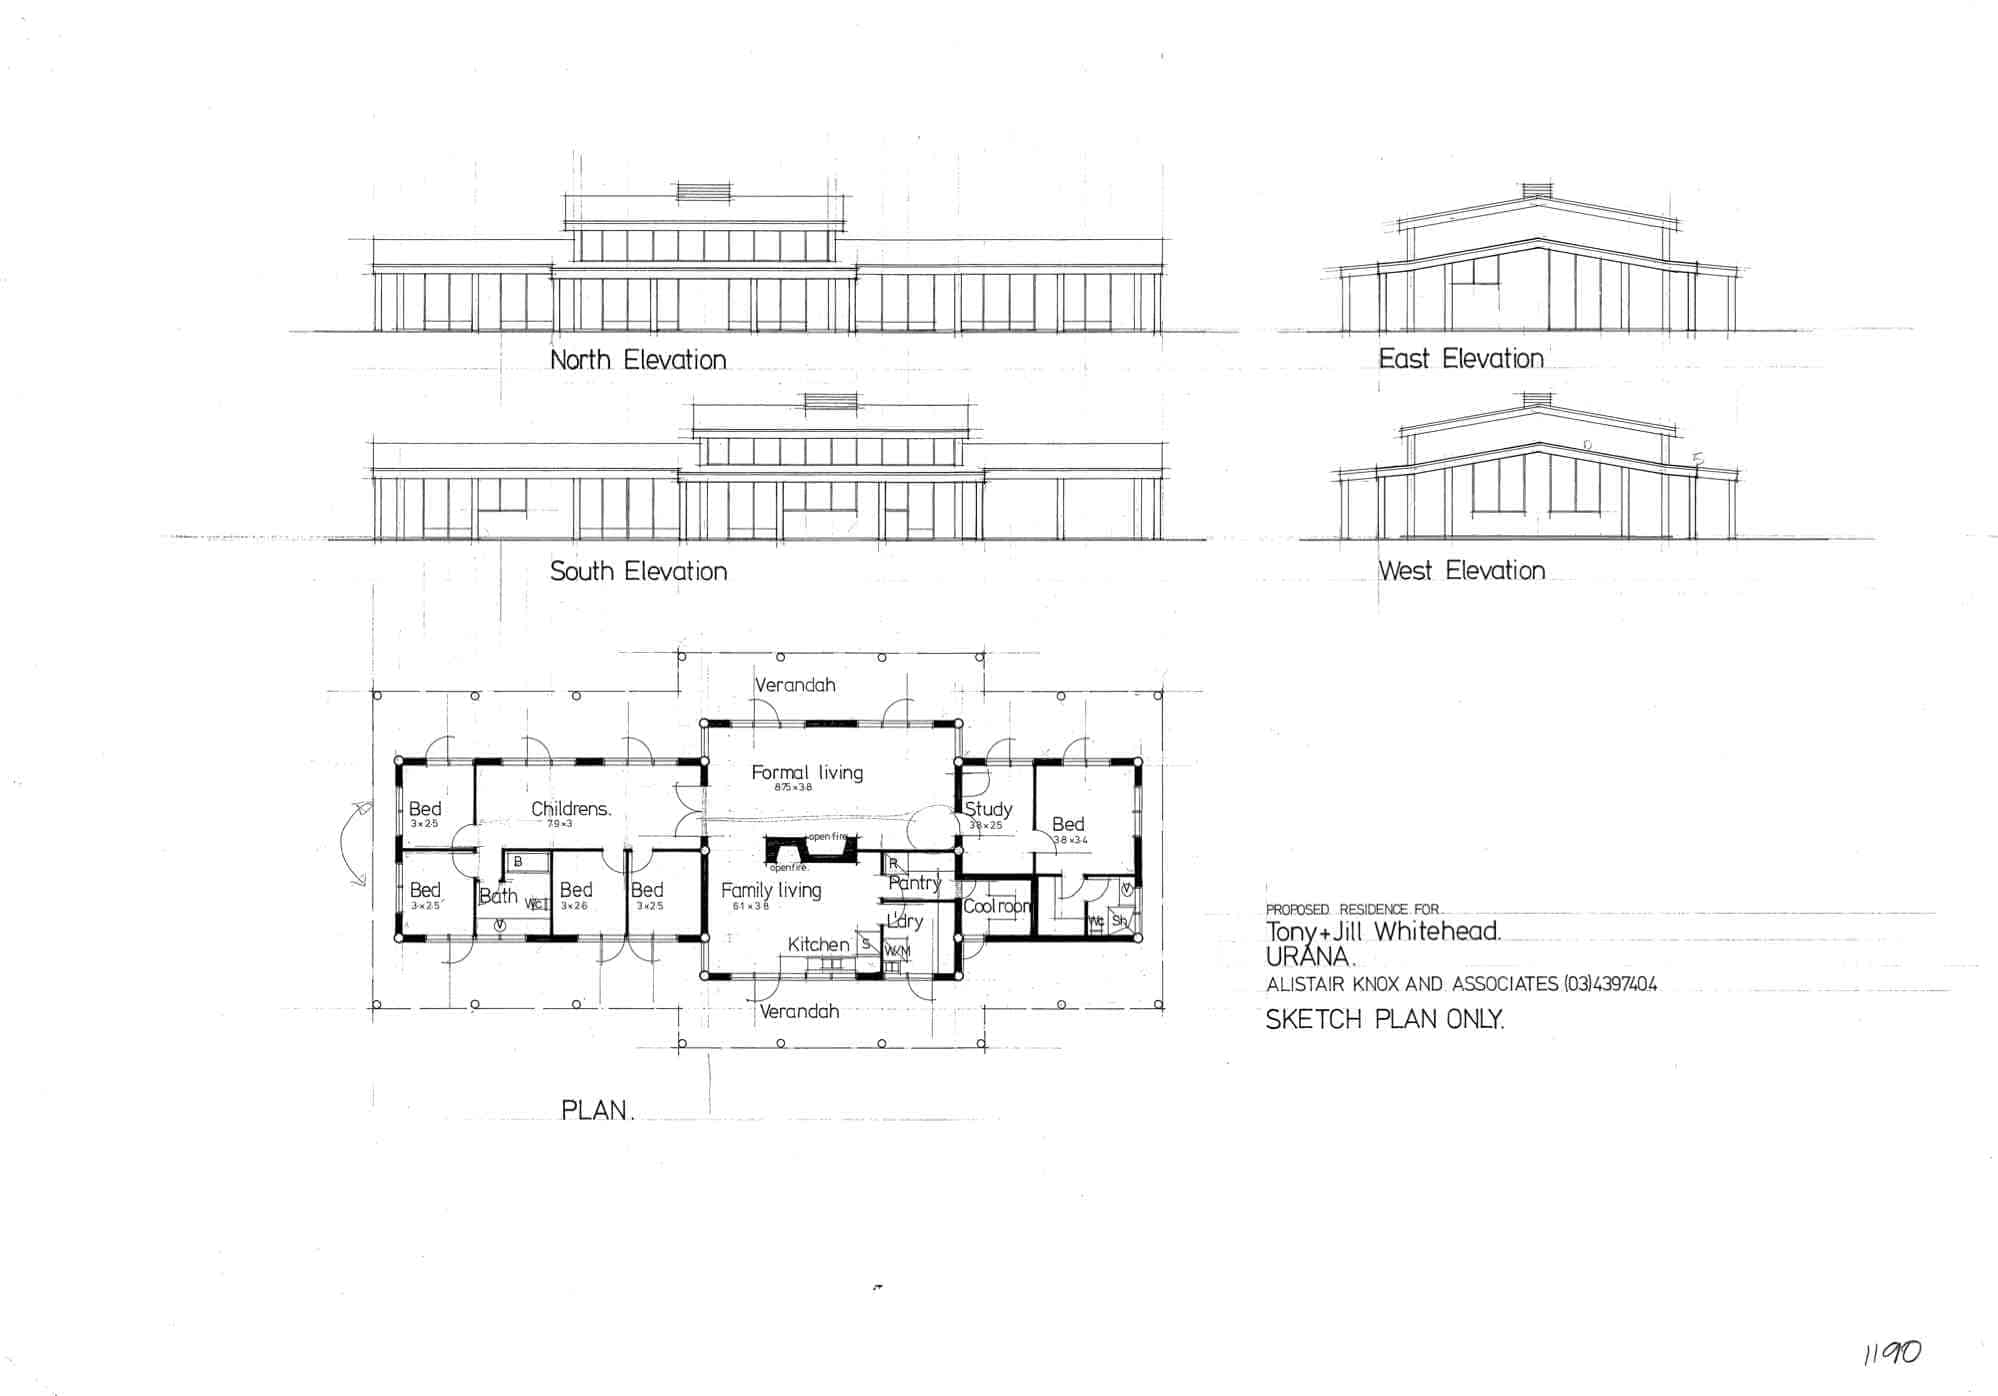 North Elevation
East Elevation
South Elevation
West Elevation
Verandah
Formal living
8.75 × 3.8
Bed
3 × 2.5
Childrens.
7.9 × 3
open fire
Study
3.8 × 2.5
Bed
3.8 × 3.4
open fire.
B
R
Bed
3 × 2.5
Bath
Wc
V
Bed
3 × 2.6
Bed
3 × 2.5
Family living
6.1 × 3.8
Pantry
Cool room
V
L'dry
Wc
Sh
Kitchen
S
W/M
Verandah
PLAN.
PROPOSED RESIDENCE FOR
Tony + Jill Whitehead.
URANA.
ALISTAIR KNOX AND ASSOCIATES (03)4397404
SKETCH PLAN ONLY.
1190